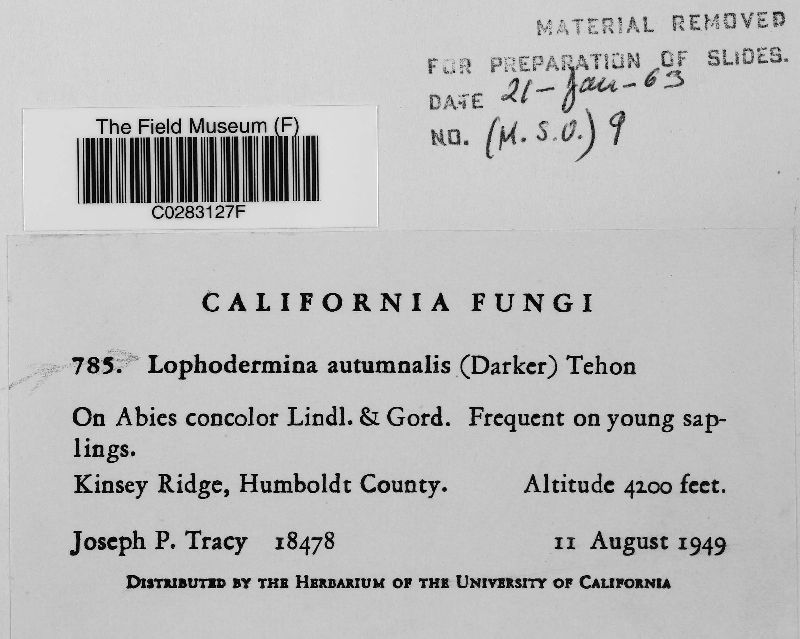 MATERIAL REMOVED
FOR PREPARATION OF SLIDES.
DATE 21-Jan-63
NO. (M.S.O.) 9
The Field Museum (F)
C0283127F
CALIFORNIA FUNGI
785. Lophodermina autumnalis (Darker) Tehon
On Abies concolor Lindl. & Gord. Frequent on young sap-
lings.
Kinsey Ridge, Humboldt County. Altitude 4200 feet.
Joseph P. Tracy 18478 11 August 1949
DISTRIBUTED BY THE HERBARIUM OF THE UNIVERSITY OF CALIFORNIA